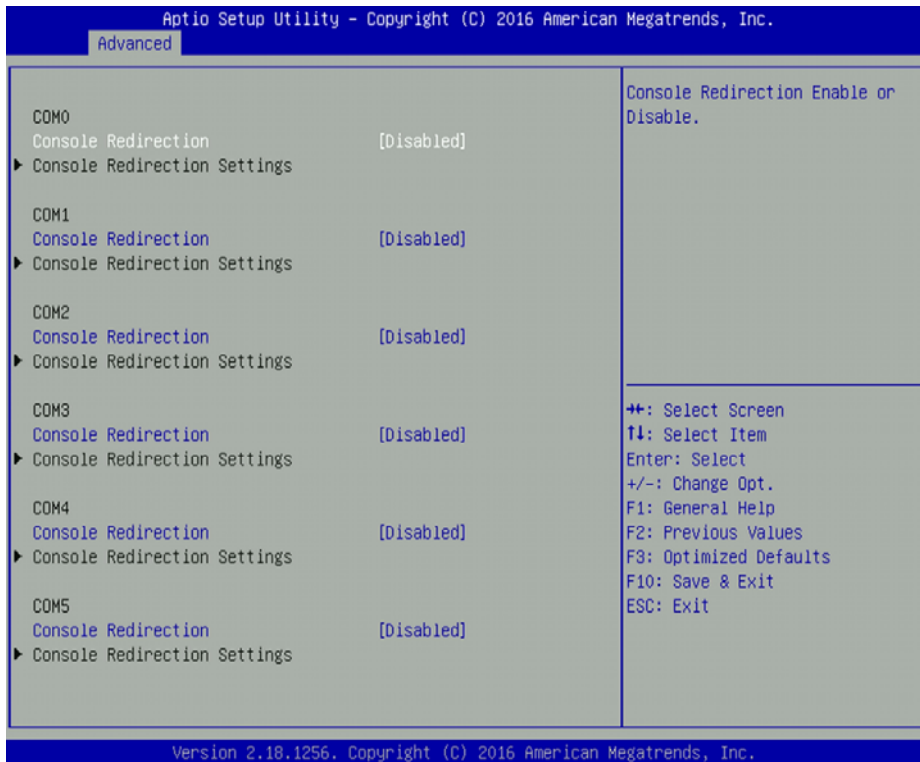 Aptio Setup Utility – Copyright (C) 2016 American Megatrends, Inc.
Advanced
COM0
Console Redirection [Disabled]
▶ Console Redirection Settings
COM1
Console Redirection [Disabled]
▶ Console Redirection Settings
COM2
Console Redirection [Disabled]
▶ Console Redirection Settings
COM3
Console Redirection [Disabled]
▶ Console Redirection Settings
COM4
Console Redirection [Disabled]
▶ Console Redirection Settings
COM5
Console Redirection [Disabled]
▶ Console Redirection Settings
Console Redirection Enable or
Disable.
→←: Select Screen
↑↓: Select Item
Enter: Select
+/-: Change Opt.
F1: General Help
F2: Previous Values
F3: Optimized Defaults
F10: Save & Exit
ESC: Exit
Version 2.18.1256. Copyright (C) 2016 American Megatrends, Inc.